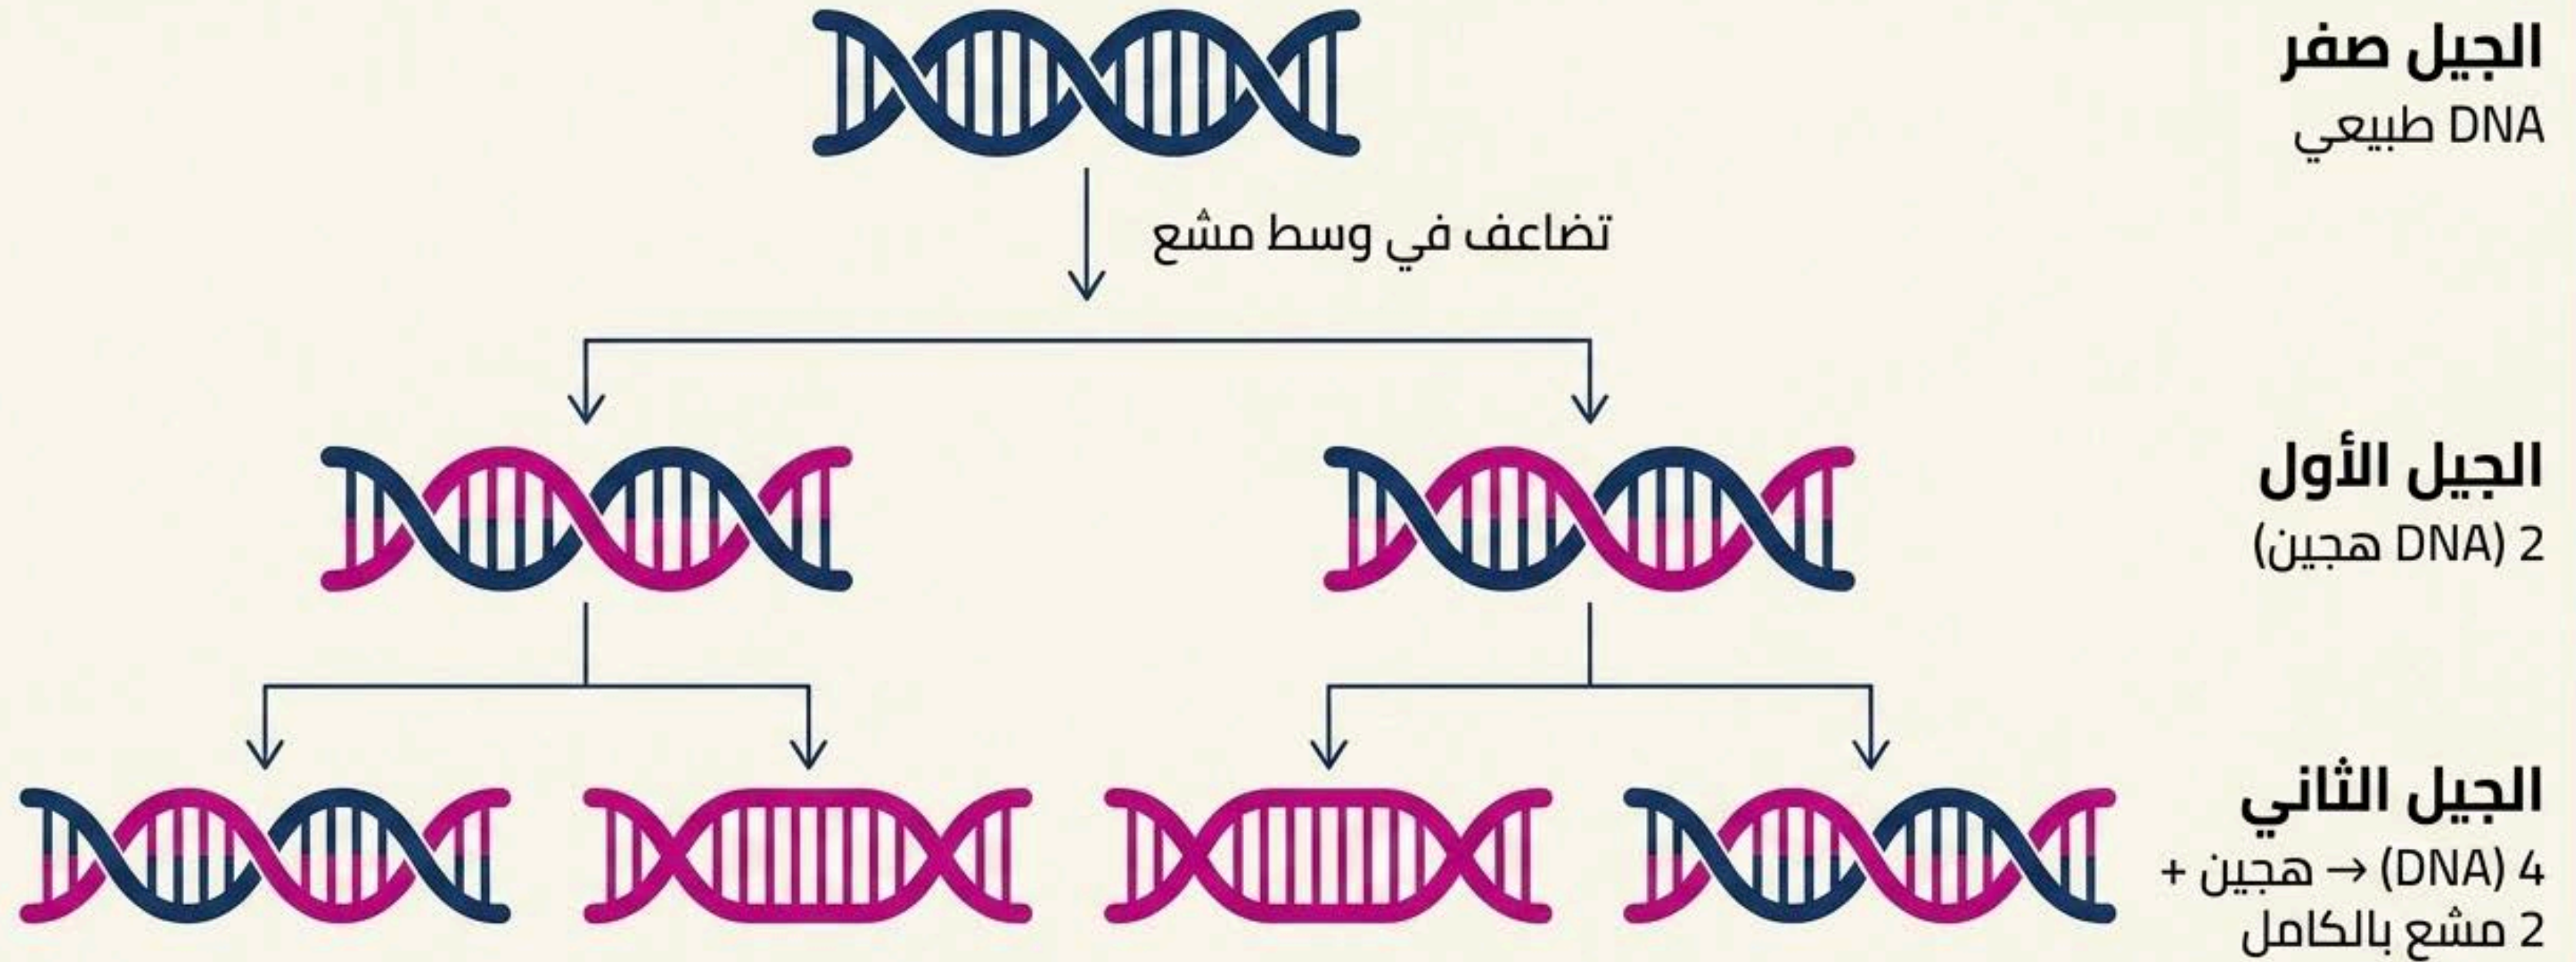 الجيل صفر
DNA طبيعي
تضاعف في وسط مشع
الجيل الأول
2 (DNA هجين)
الجيل الثاني
4 (DNA) → هجين +
2 مشع بالكامل